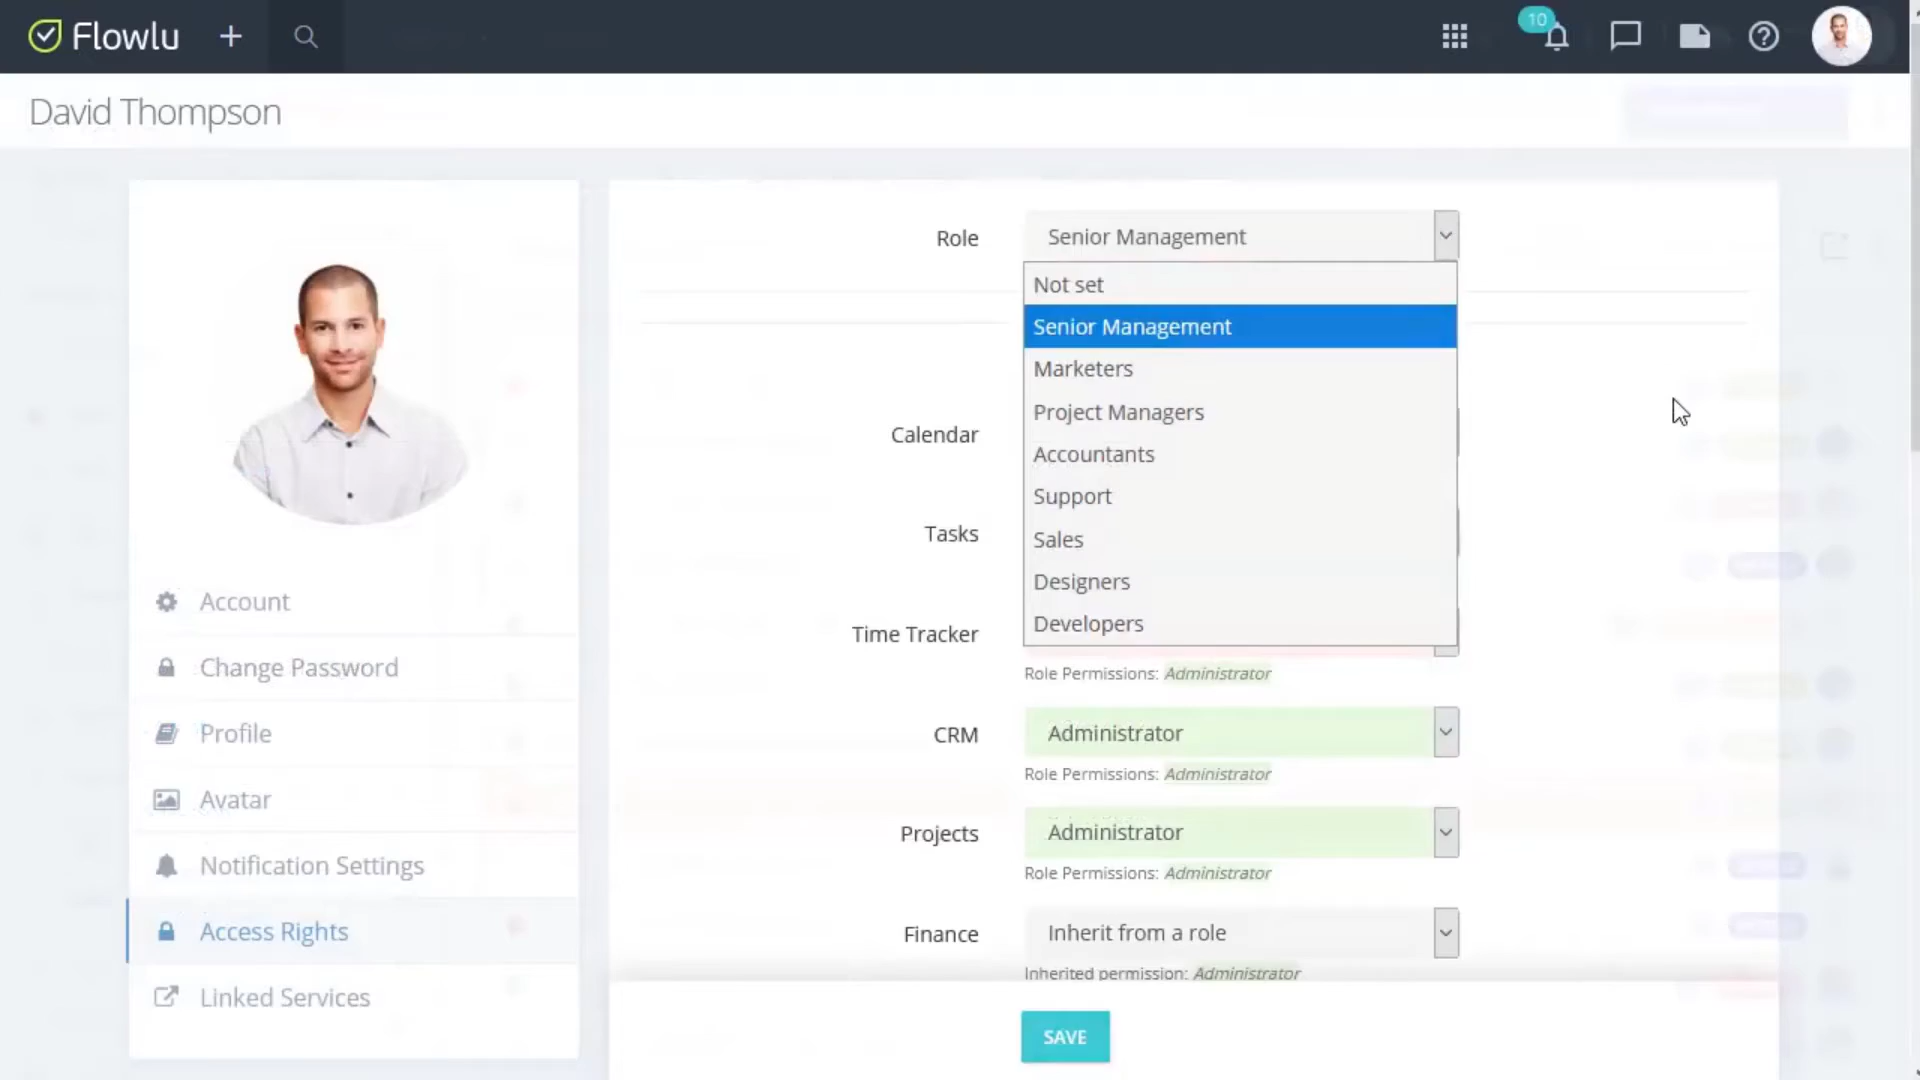 Flowlu
10
David Thompson
Role
Senior Management
Not set
Senior Management
Marketers
Project Managers
Accountants
Support
Sales
Designers
Developers
Calendar
Tasks
Time Tracker
Role Permissions: Administrator
CRM
Administrator
Role Permissions: Administrator
Projects
Administrator
Role Permissions: Administrator
Finance
Inherit from a role
Inherited permission: Administrator
SAVE
Account
Change Password
Profile
Avatar
Notification Settings
Access Rights
Linked Services